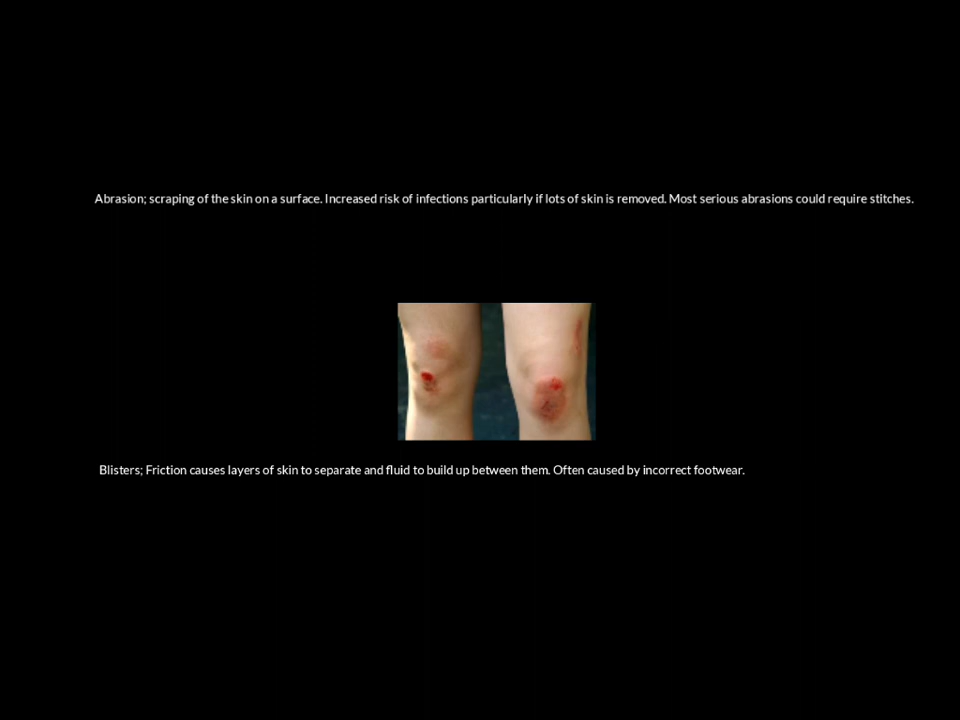 Abrasion; scraping of the skin on a surface. Increased risk of infections particularly if lots of skin is removed. Most serious abrasions could require stitches.
Blisters; Friction causes layers of skin to separate and fluid to build up between them. Often caused by incorrect footwear.